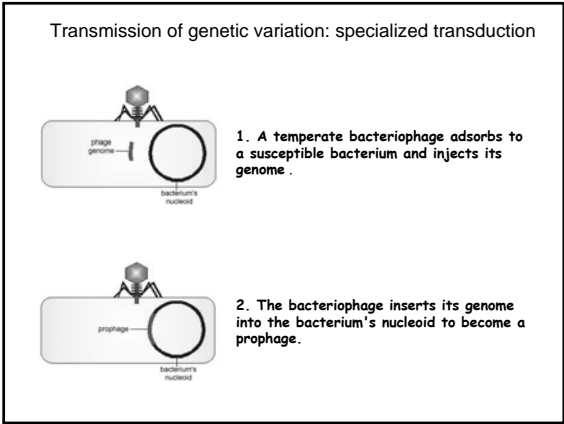 Transmission of genetic variation: specialized transduction
phage
genome
bacterium's
nucleoid
1. A temperate bacteriophage adsorbs to
a susceptible bacterium and injects its
genome .
prophage
bacterium's
nucleoid
2. The bacteriophage inserts its genome
into the bacterium's nucleoid to become a
prophage.